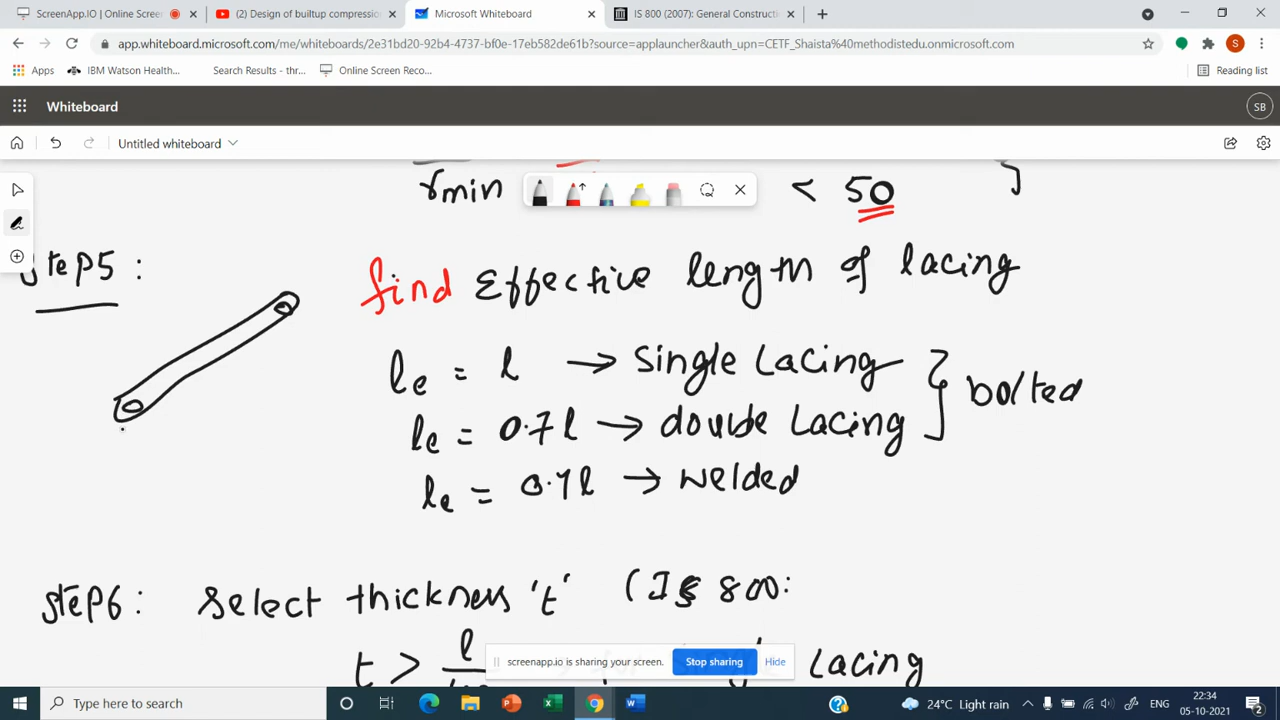 ScreenApp.IO | Online Screen R
(2) Design of builtup compression
Microsoft Whiteboard
IS 800 (2007): General Constructi
app.whiteboard.microsoft.com/me/whiteboards/2e31bd20-92b4-4737-bf0e-17eb582de61b?source=applauncher&auth_upn=CETF_Shaista%40methodistedu.onmicrosoft.com
S
Apps
IBM Watson Health...
Search Results - thr...
Online Screen Reco...
Reading list
Whiteboard
SB
Untitled whiteboard
rmin < 50
step5 :
find Effective length of lacing
le = l → Single Lacing
bolted
le = 0.7l → double Lacing
le = 0.7l → welded
step6: select thickness 't' (IS 800:
t > l lacing
screenapp.io is sharing your screen.
Stop sharing
Hide
Type here to search
24°C Light rain
ENG
22:34
05-10-2021
2